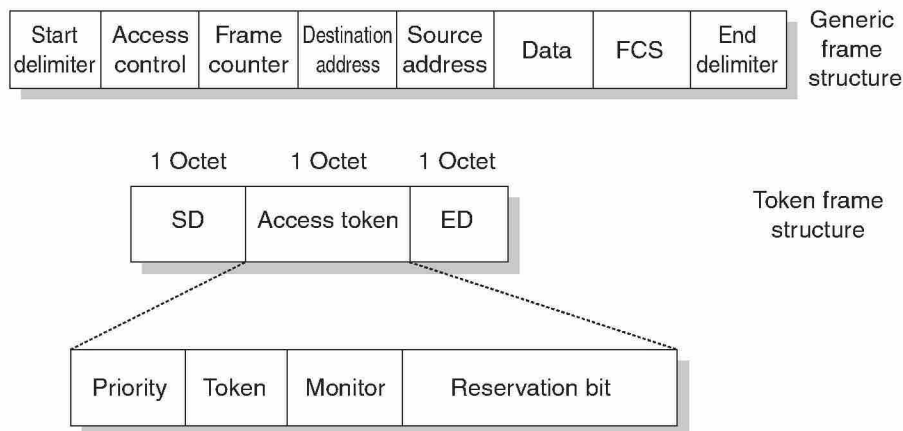 Start
delimiter
Access
control
Frame
counter
Destination
address
Source
address
Data
FCS
End
delimiter
Generic
frame
structure
1 Octet
1 Octet
1 Octet
SD
Access token
ED
Token frame
structure
Priority
Token
Monitor
Reservation bit